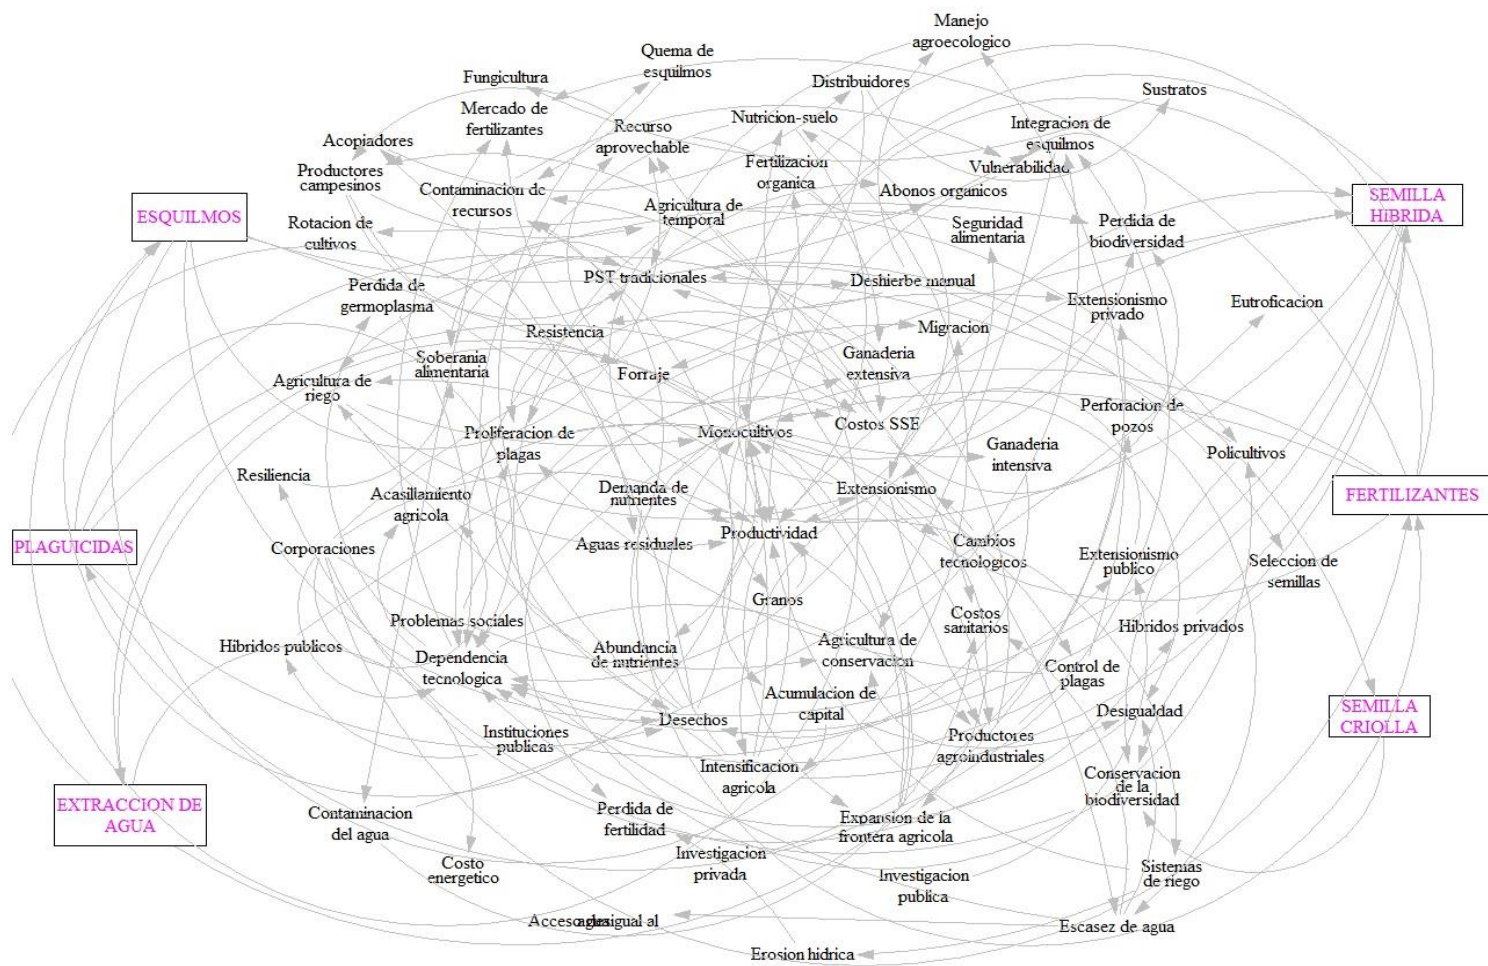 Manejo
agroecologico
Quema de
esquilmos
Fungicultura
Distribuidores
Sustratos
Mercado de
fertilizantes
Nutricion-suelo
Integracion de
esquilmos
Recurso
aprovechable
Acopiadores
Vulnerabilidad
Productores
campesinos
Fertilizacion
organica
Contaminacion de
recursos
Abonos organicos
ESQUILMOS
SEMILLA
HíBRIDA
Agricultura de
temporal
Rotacion de
cultivos
Seguridad
alimentaria
Perdida de
biodiversidad
PST tradicionales
Deshierbe manual
Perdida de
germoplasma
Extensionismo
privado
Eutroficacion
Resistencia
Migracion
Soberania
alimentaria
Ganaderia
extensiva
Forraje
Agricultura de
riego
Perforacion de
pozos
Costos SSE
Proliferacion de
plagas
Monocultivos
Ganaderia
intensiva
Policultivos
Resiliencia
Acasillamiento
agricola
Demanda de
nutrientes
Extensionismo
FERTILIZANTES
Productividad
PLAGUICIDAS
Corporaciones
Aguas residuales
Cambios
tecnologicos
Extensionismo
publico
Seleccion de
semillas
Granos
Problemas sociales
Costos
sanitarios
Hibridos privados
Hibridos publicos
Dependencia
tecnologica
Abundancia
de nutrientes
Agricultura de
conservacion
Control de
plagas
Acumulacion de
capital
Desigualdad
SEMILLA
CRIOLLA
Desechos
Instituciones
publicas
Productores
agroindustriales
Intensificacion
agricola
Conservacion
de la
biodiversidad
EXTRACCION DE
AGUA
Contaminacion
del agua
Perdida de
fertilidad
Expansion de la
frontera agricola
Costo
energetico
Investigacion
privada
Investigacion
publica
Sistemas
de riego
Acceso desigual al
Escasez de agua
Erosion hidrica